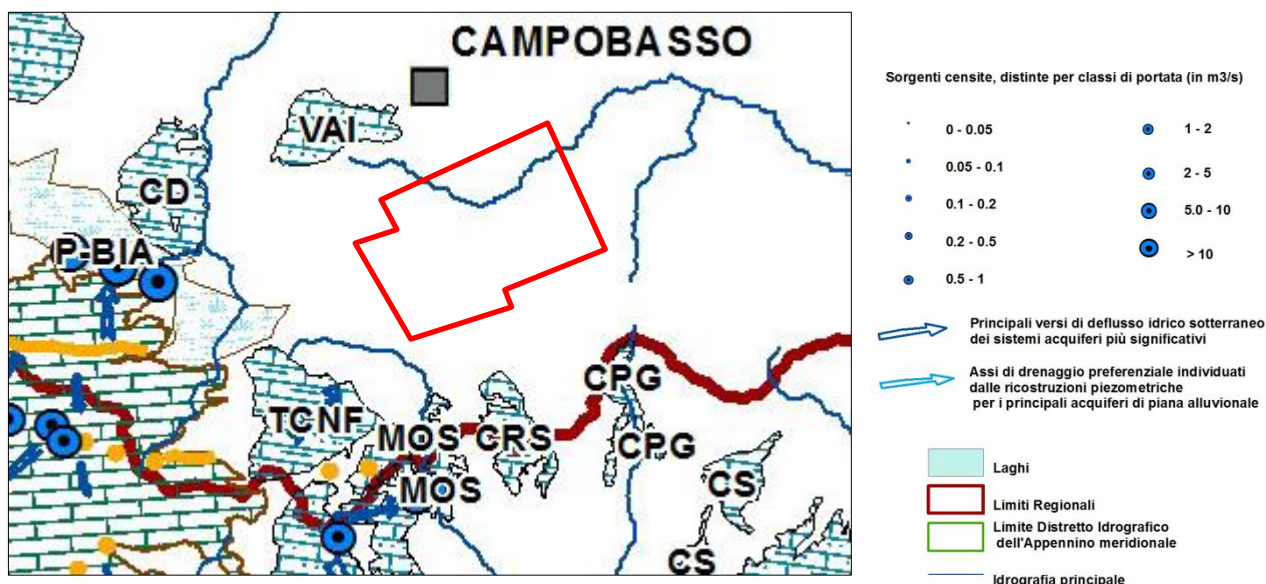 CAMPOBASSO
VAI
CD
P-BIA
CPG
TCNF
MOS
CRS
CPG
MOS
CS
CS
Sorgenti censite, distinte per classi di portata (in m3/s)
0 - 0.05
0.05 - 0.1
0.1 - 0.2
0.2 - 0.5
0.5 - 1
1 - 2
2 - 5
5.0 - 10
> 10
Principali versi di deflusso idrico sotterraneo
dei sistemi acquiferi più significativi
Assi di drenaggio preferenziale individuati
dalle ricostruzioni piezometriche
per i principali acquiferi di piana alluvionale
Laghi
Limiti Regionali
Limite Distretto Idrografico
dell'Appennino meridionale
Idrografia principale